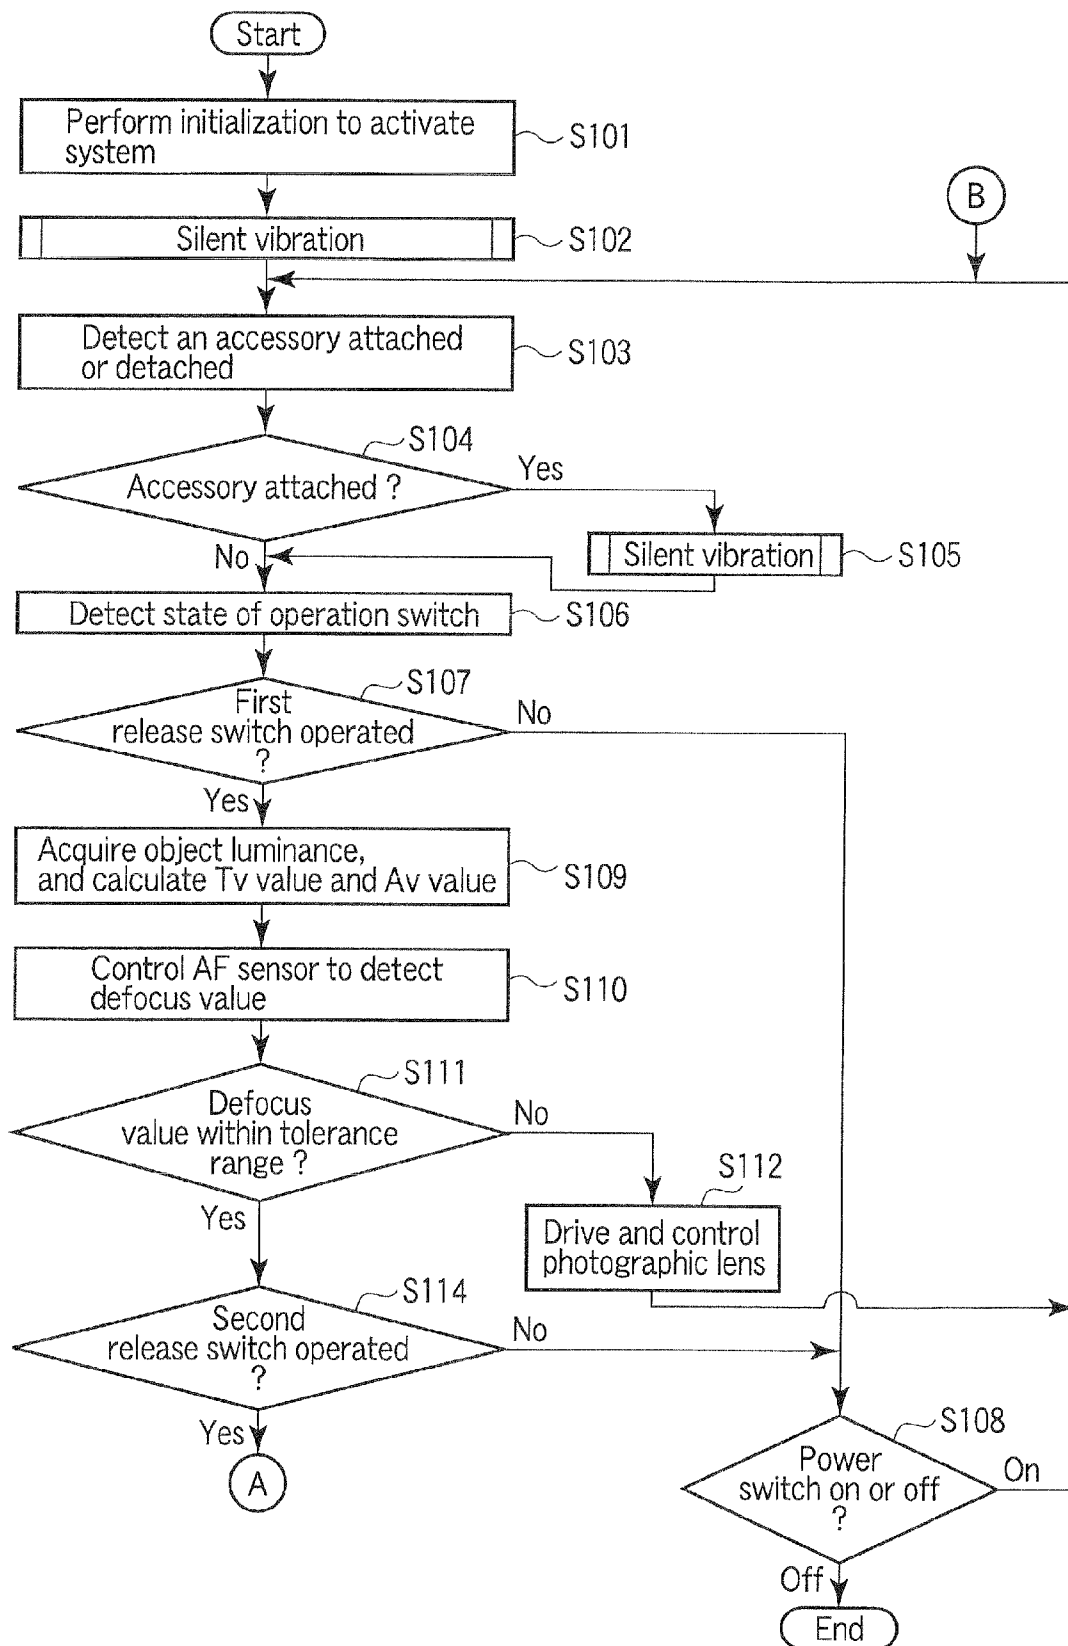 Start
Perform initialization to activate
system
S101
B
Silent vibration
S102
Detect an accessory attached
or detached
S103
S104
Accessory attached ?
Yes
No
Silent vibration
S105
Detect state of operation switch
S106
S107
First
release switch operated
?
No
Yes
Acquire object luminance,
and calculate Tv value and Av value
S109
Control AF sensor to detect
defocus value
S110
S111
Defocus
value within tolerance
range ?
No
Yes
S112
Drive and control
photographic lens
S114
Second
release switch operated
?
No
Yes
A
S108
Power
switch on or off
?
On
Off
End